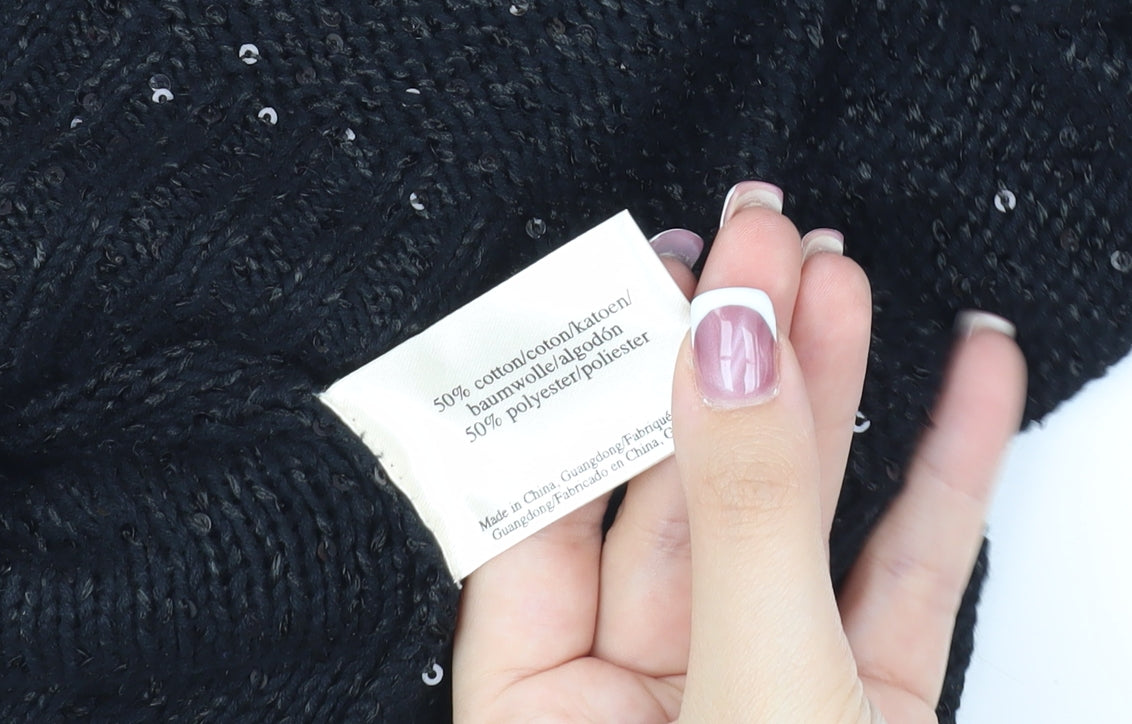 50% cotton/coton/katoen/
baumwolle/algodón
50% polyester/poliester
Made in China, Guangdong/Fabriqué
Guangdong/Fabricado en China,